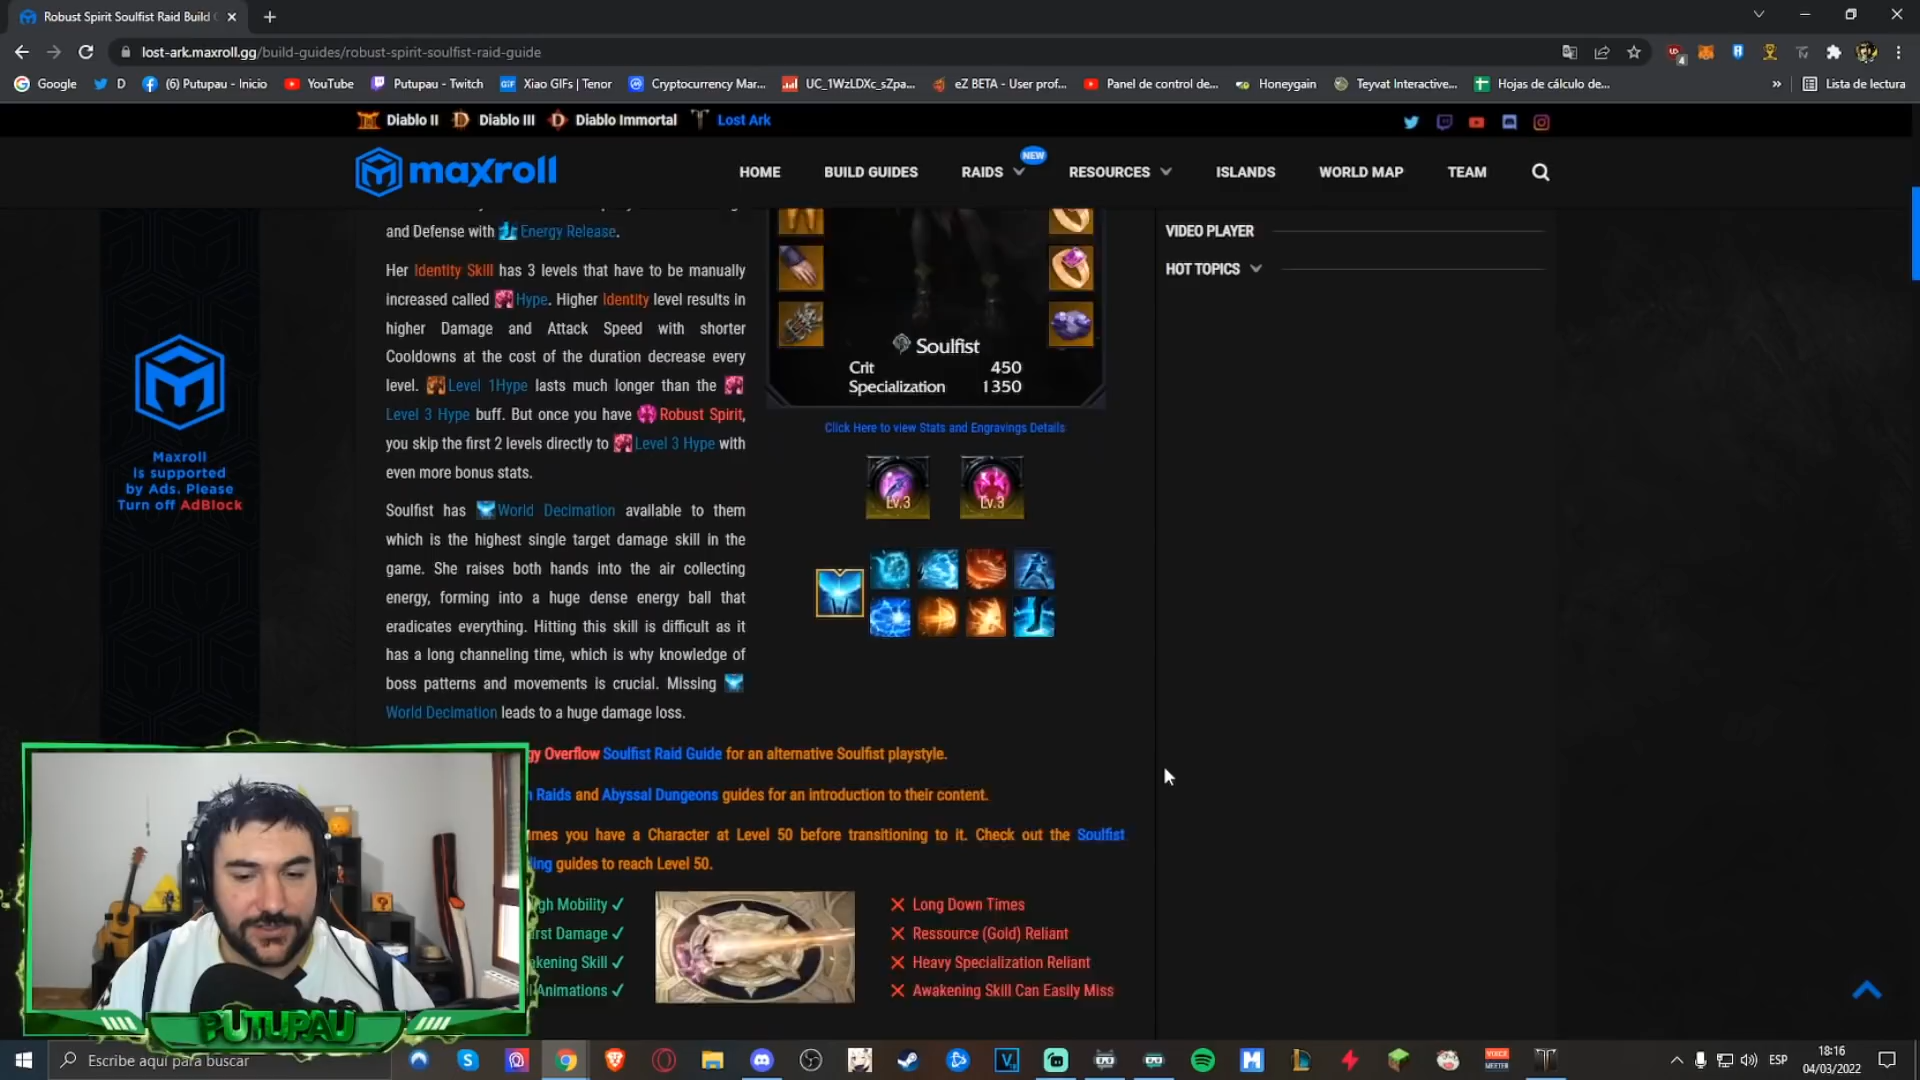 Robust Spirit Soulfist Raid Build
lost-ark.maxroll.gg/build-guides/robust-spirit-soulfist-raid-guide
Google D (6) Putupau - Inicio YouTube Putupau - Twitch Xiao GIFs | Tenor Cryptocurrency Mar... UC_1WzLDXc_sZpa... eZ BETA - User prof... Panel de control de... Honeygain Teyvat Interactive... Hojas de cálculo de... » Lista de lectura
Diablo II Diablo III Diablo Immortal Lost Ark
maxroll
HOME BUILD GUIDES RAIDS NEW RESOURCES ISLANDS WORLD MAP TEAM
and Defense with Energy Release.
Her Identity Skill has 3 levels that have to be manually
increased called Hype. Higher Identity level results in
higher Damage and Attack Speed with shorter
Cooldowns at the cost of the duration decrease every
level. Level 1Hype lasts much longer than the
Level 3 Hype buff. But once you have Robust Spirit,
you skip the first 2 levels directly to Level 3 Hype with
even more bonus stats.
Soulfist has World Decimation available to them
which is the highest single target damage skill in the
game. She raises both hands into the air collecting
energy, forming into a huge dense energy ball that
eradicates everything. Hitting this skill is difficult as it
has a long channeling time, which is why knowledge of
boss patterns and movements is crucial. Missing
World Decimation leads to a huge damage loss.
Soulfist
Crit 450
Specialization 1350
Click Here to view Stats and Engravings Details
Lv.3 Lv.3
VIDEO PLAYER
HOT TOPICS
Maxroll
is supported
by Ads. Please
Turn off AdBlock
gy Overflow Soulfist Raid Guide for an alternative Soulfist playstyle.
n Raids and Abyssal Dungeons guides for an introduction to their content.
mes you have a Character at Level 50 before transitioning to it. Check out the Soulfist
ing guides to reach Level 50.
gh Mobility ✓
rst Damage ✓
kening Skill ✓
l Animations ✓
✕ Long Down Times
✕ Ressource (Gold) Reliant
✕ Heavy Specialization Reliant
✕ Awakening Skill Can Easily Miss
PUTUPAU
Escribe aquí para buscar
ESP
18:16
04/03/2022